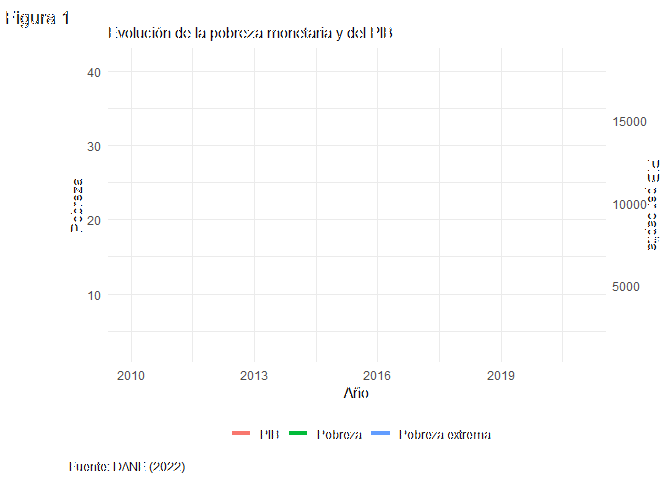 Figura 1
Evolución de la pobreza monetaria y del PIB
40
30
20
10
Pobreza
15000
10000
5000
2010
2013
2016
2019
Año
PIB
Pobreza
Pobreza extrema
Fuente: DANE (2022)